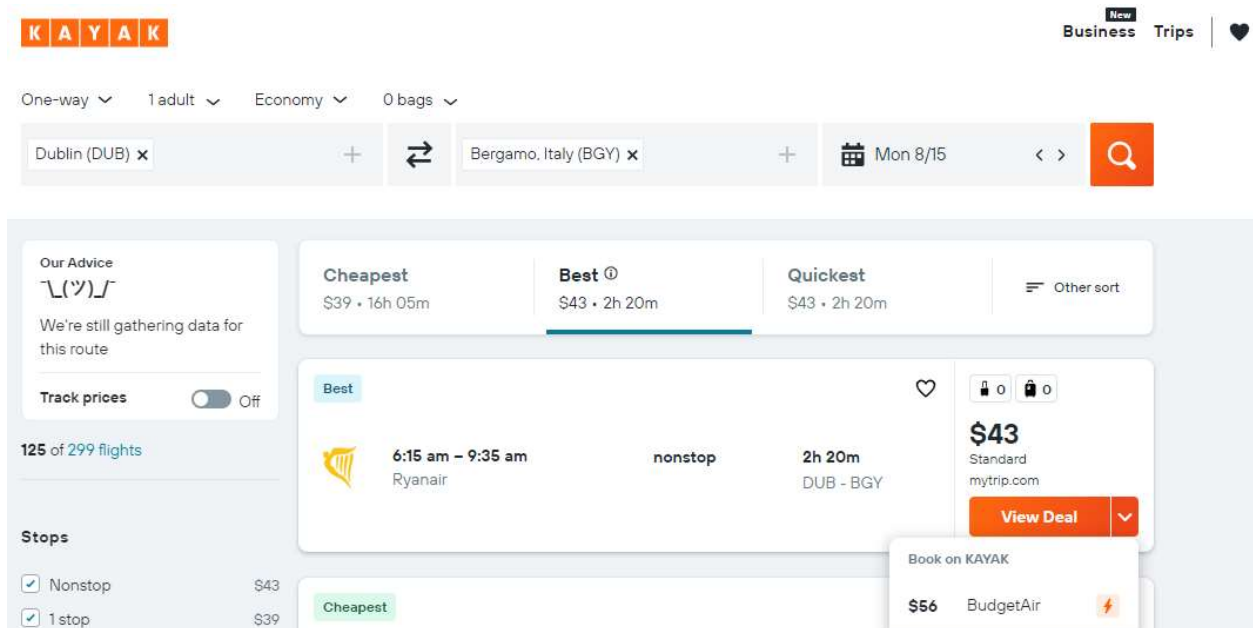 KAYAK
New
Business Trips
One-way 1 adult Economy 0 bags
Dublin (DUB) Bergamo, Italy (BGY) Mon 8/15
Our Advice
¯\_(ツ)_/¯
We're still gathering data for
this route
Track prices Off
125 of 299 flights
Stops
Nonstop $43
1 stop $39
Cheapest
$39 • 16h 05m
Best
$43 • 2h 20m
Quickest
$43 • 2h 20m
Other sort
Best
6:15 am – 9:35 am nonstop 2h 20m
Ryanair DUB - BGY
0 0
$43
Standard
mytrip.com
View Deal
Book on KAYAK
$56 BudgetAir
Cheapest